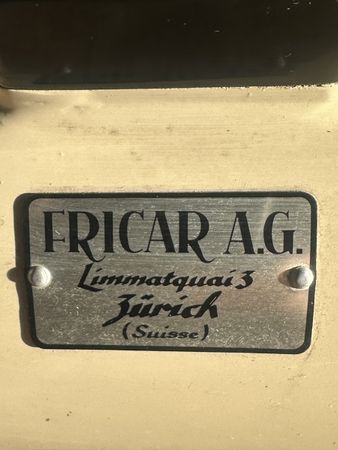 FRICAR A.G.
Limmatquai 3
Zürich
(Suisse)